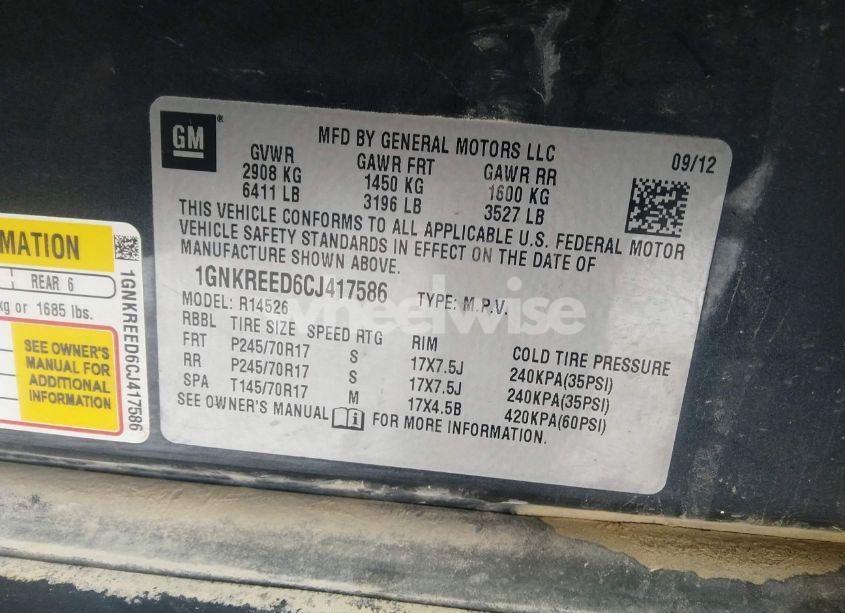 GM®
MFD BY GENERAL MOTORS LLC
09/12
GVWR GAWR FRT GAWR RR
2908 KG 1450 KG 1600 KG
6411 LB 3196 LB 3527 LB
THIS VEHICLE CONFORMS TO ALL APPLICABLE U.S. FEDERAL MOTOR
VEHICLE SAFETY STANDARDS IN EFFECT ON THE DATE OF
MANUFACTURE SHOWN ABOVE.
1GNKREED6CJ417586 TYPE: M.P.V.
MODEL: R14526
RBBL TIRE SIZE SPEED RTG RIM COLD TIRE PRESSURE
FRT P245/70R17 S 17X7.5J 240KPA(35PSI)
RR P245/70R17 S 17X7.5J 240KPA(35PSI)
SPA T145/70R17 M 17X4.5B 420KPA(60PSI)
SEE OWNER'S MANUAL FOR MORE INFORMATION.
REAR 6
kg or 1685 lbs.
SEE OWNER'S
MANUAL FOR
ADDITIONAL
INFORMATION
1GNKREED6CJ417586
wheelwise